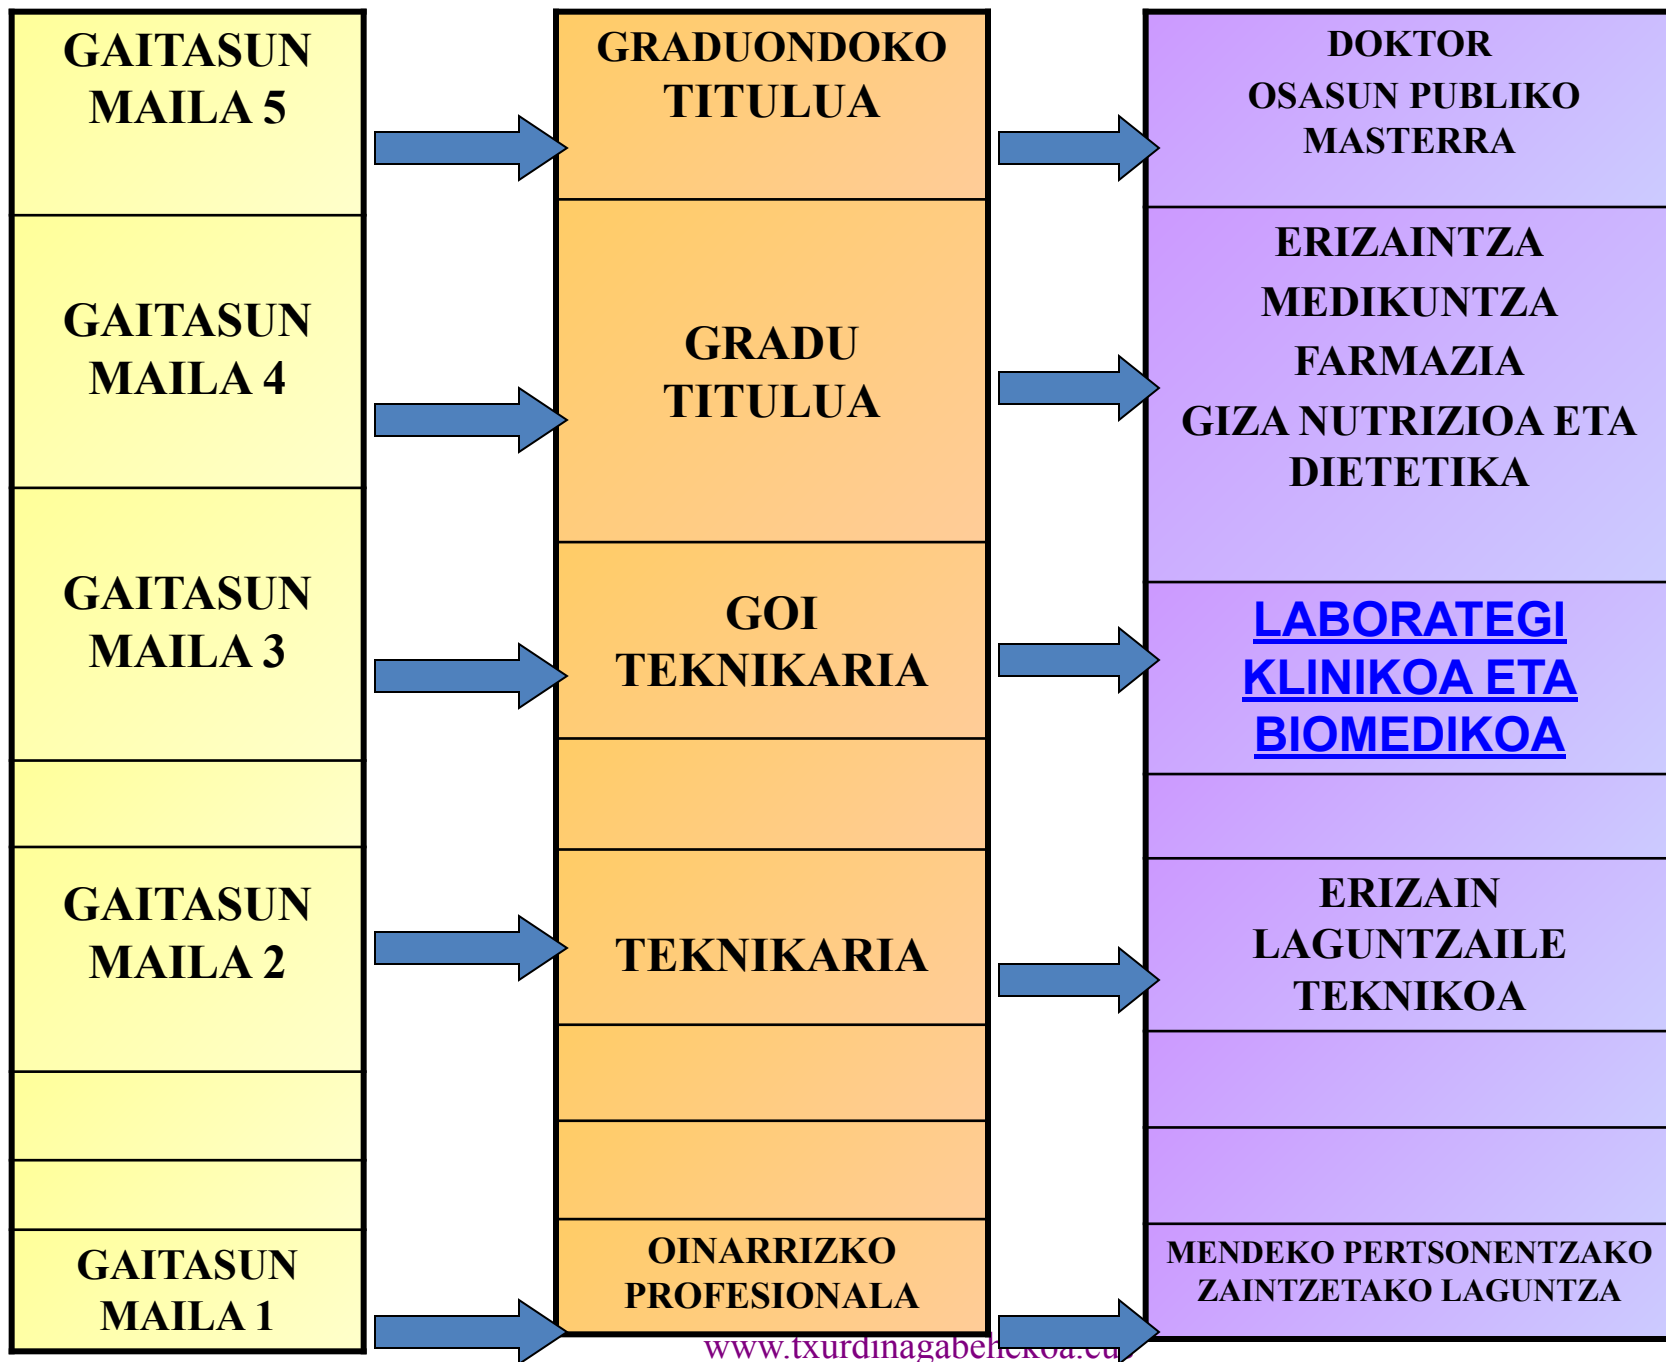 GAITASUN
MAILA 5
GAITASUN
MAILA 4
GAITASUN
MAILA 3
GAITASUN
MAILA 2
GAITASUN
MAILA 1
GRADUONDOKO
TITULUA
GRADU
TITULUA
GOI
TEKNIKARIA
TEKNIKARIA
OINARRIZKO
PROFESIONALA
DOKTOR
OSASUN PUBLIKO
MASTERRA
ERIZAINTZA
MEDIKUNTZA
FARMAZIA
GIZA NUTRIZIOA ETA
DIETETIKA
LABORATEGI
KLINIKOA ETA
BIOMEDIKOA
ERIZAIN
LAGUNTZAILE
TEKNIKOA
MENDEKO PERTSONENTZAKO
ZAINTZETAKO LAGUNTZA